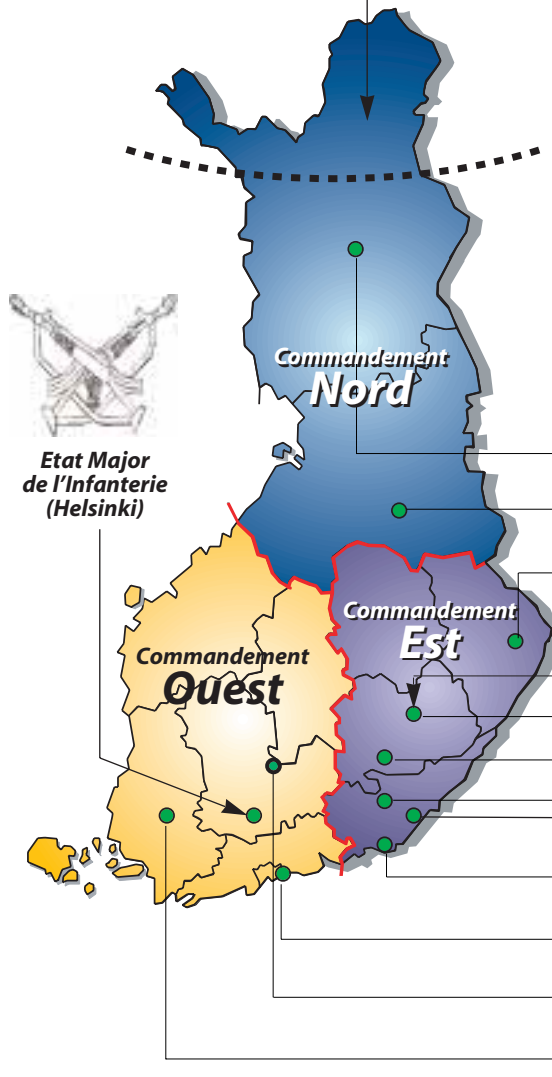 Commandement
Nord
Etat Major
de l'Infanterie
(Helsinki)
Commandement
Est
Commandement
Ouest